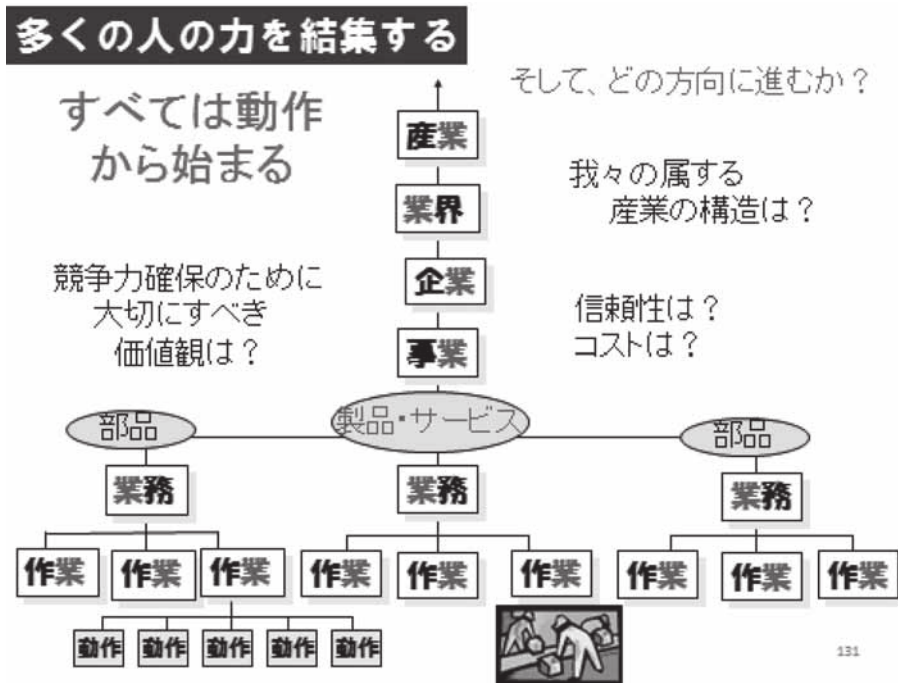 多くの人の力を結集する
すべては動作
から始まる
そして、どの方向に進むか？
産業
業界
我々の属する
産業の構造は？
企業
競争力確保のために
大切にすべき
価値観は？
信頼性は？
コストは？
事業
部品
製品・サービス
部品
業務
業務
業務
作業 作業 作業 作業 作業 作業 作業 作業 作業
動作 動作 動作 動作 動作
131